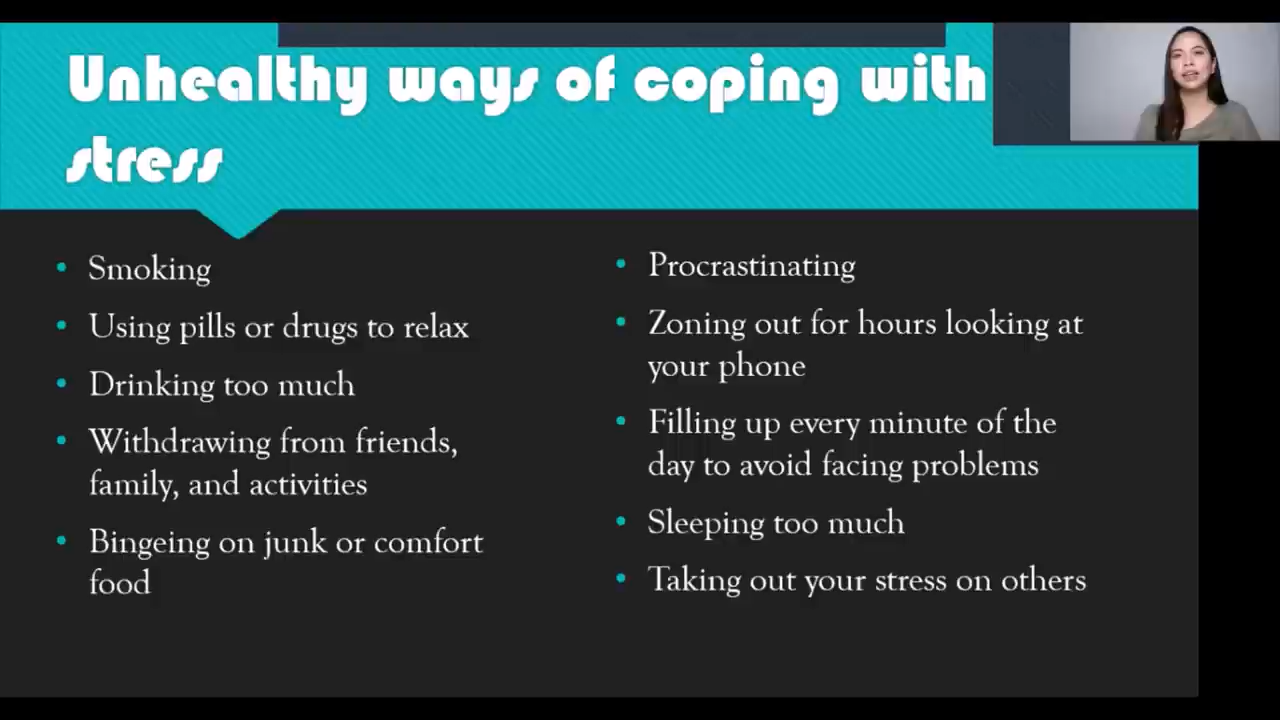 Unhealthy ways of coping with
stress
Smoking
Using pills or drugs to relax
Drinking too much
Withdrawing from friends,
family, and activities
Bingeing on junk or comfort
food
Procrastinating
Zoning out for hours looking at
your phone
Filling up every minute of the
day to avoid facing problems
Sleeping too much
Taking out your stress on others